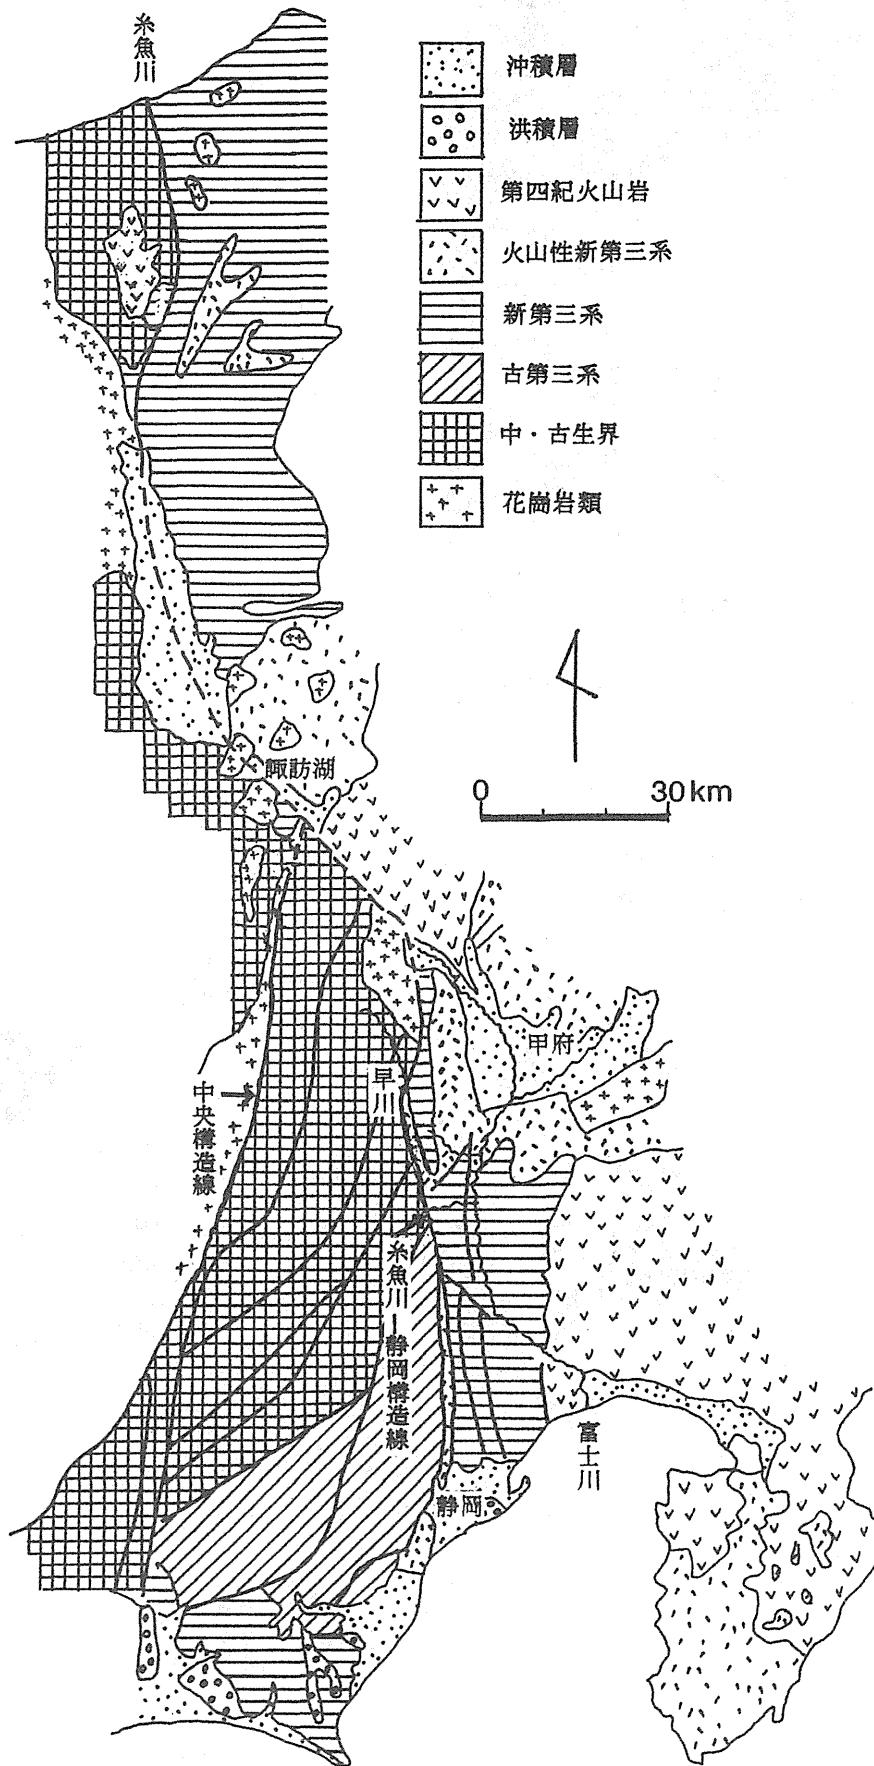 糸魚川
沖積層
洪積層
第四紀火山岩
火山性新第三系
新第三系
古第三系
中・古生界
花崗岩類
0 30km
諏訪湖
甲府
早川
中央構造線
糸魚川―静岡構造線
富士川
静岡